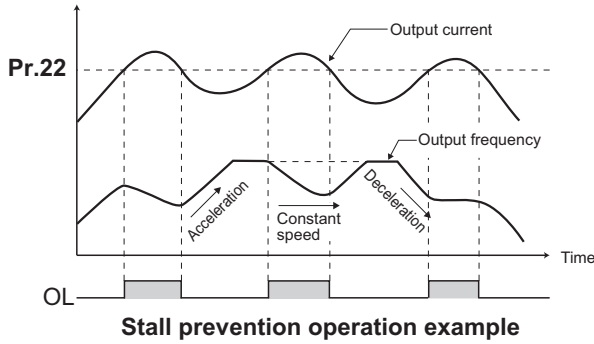 Output current
Pr.22
Output frequency
Acceleration
Constant
speed
Deceleration
Time
OL
Stall prevention operation example